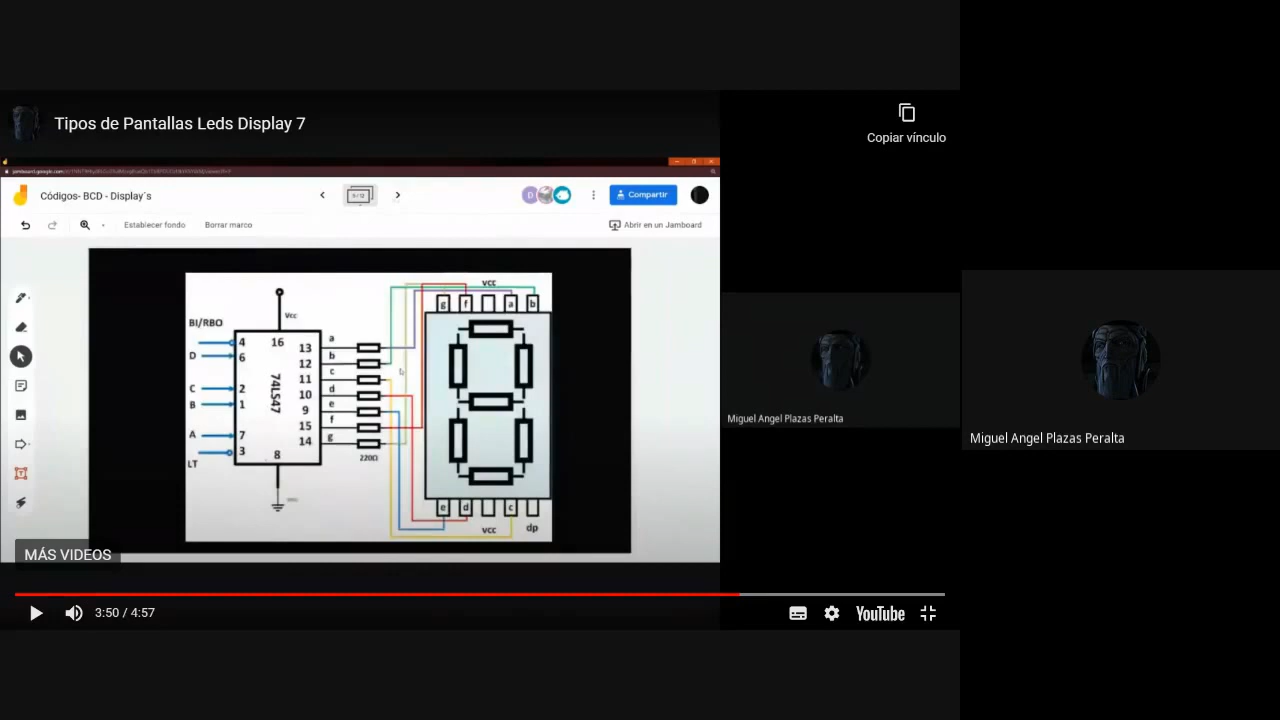 Tipos de Pantallas Leds Display 7
Copiar vínculo
Códigos- BCD - Display´s
Compartir
Establecer fondo
Borrar marco
Abrir en un Jamboard
vcc
g f a b
BI/RBO
Vcc
4 16 13 a
D 6 12 b
11 c
C 2 10 d
B 1 9 e
15 f
A 7 14 g
LT 3 8
74LS47
220Ω
e d c
vcc dp
MÁS VIDEOS
3:50 / 4:57
YouTube
Miguel Angel Plazas Peralta
Miguel Angel Plazas Peralta